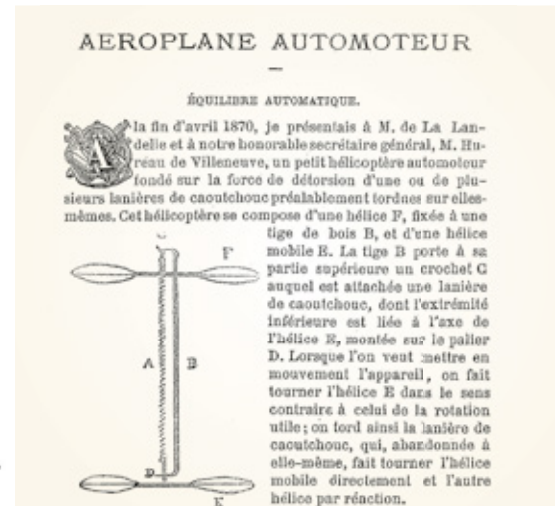 AEROPLANE AUTOMOTEUR
ÉQUILIBRE AUTOMATIQUE.
A la fin d'avril 1870, je présentais à M. de La Lan-
delle et à notre honorable secrétaire général, M. Hu-
reau de Villeneuve, un petit hélicoptère automoteur
fondé sur la force de détorsion d'une ou de plu-
sieurs lanières de caoutchouc préalablement tordues sur elles-
mêmes. Cet hélicoptère se compose d'une hélice F, fixée à une
tige de bois B, et d'une hélice
mobile E. La tige B porte à sa
partie supérieure un crochet C
auquel est attachée une lanière
de caoutchouc, dont l'extrémité
inférieure est liée à l'axe de
l'hélice E, montée sur le palier
D. Lorsque l'on veut mettre en
mouvement l'appareil, on fait
tourner l'hélice E dans le sens
contraire à celui de la rotation
utile; on tord ainsi la lanière de
caoutchouc, qui, abandonnée à
elle-même, fait tourner l'hélice
mobile directement et l'autre
hélice par réaction.
F
A
B
D
E